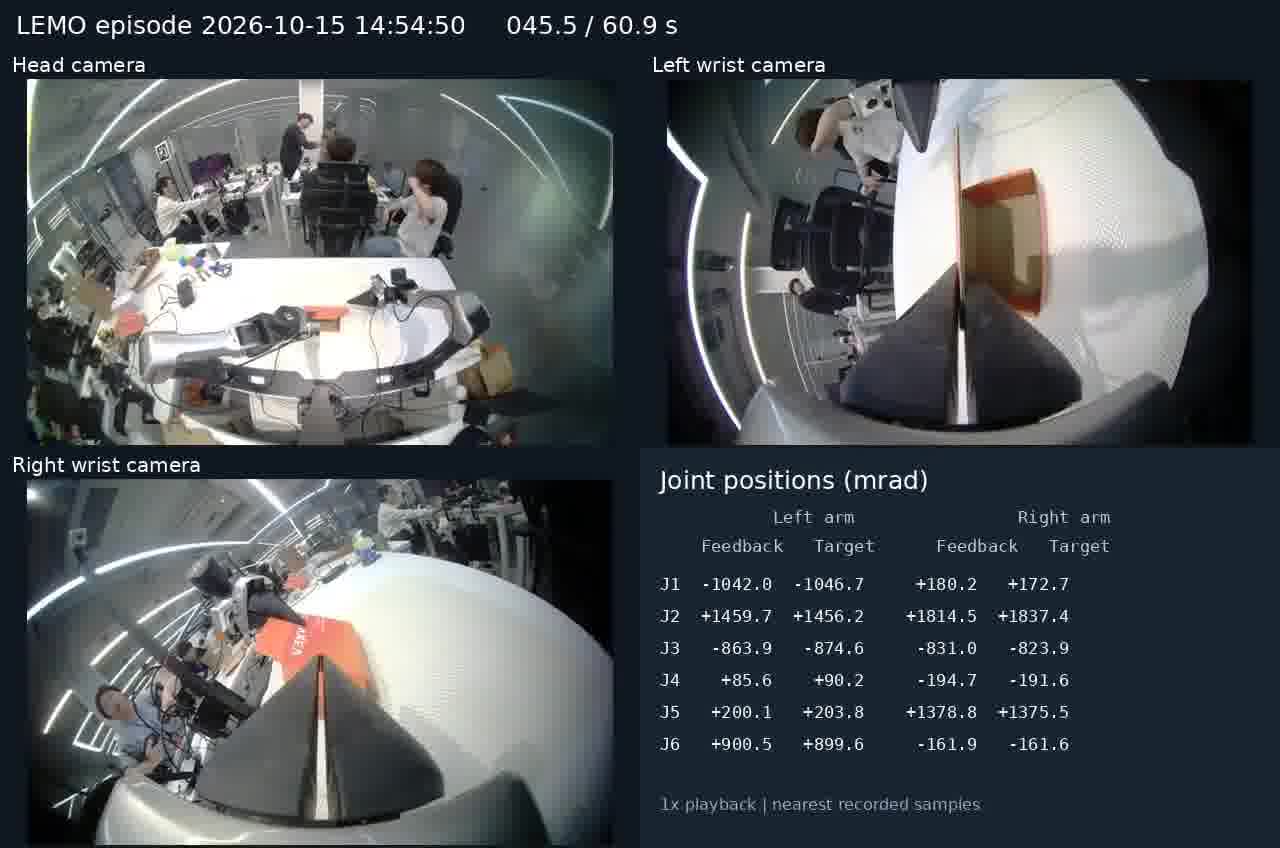 LEMO episode 2026-10-15 14:54:50 045.5 / 60.9 s
Head camera
Left wrist camera
Right wrist camera
Joint positions (mrad)
Left arm Right arm
Feedback Target Feedback Target
J1 -1042.0 -1046.7 +180.2 +172.7
J2 +1459.7 +1456.2 +1814.5 +1837.4
J3 -863.9 -874.6 -831.0 -823.9
J4 +85.6 +90.2 -194.7 -191.6
J5 +200.1 +203.8 +1378.8 +1375.5
J6 +900.5 +899.6 -161.9 -161.6
1x playback | nearest recorded samples